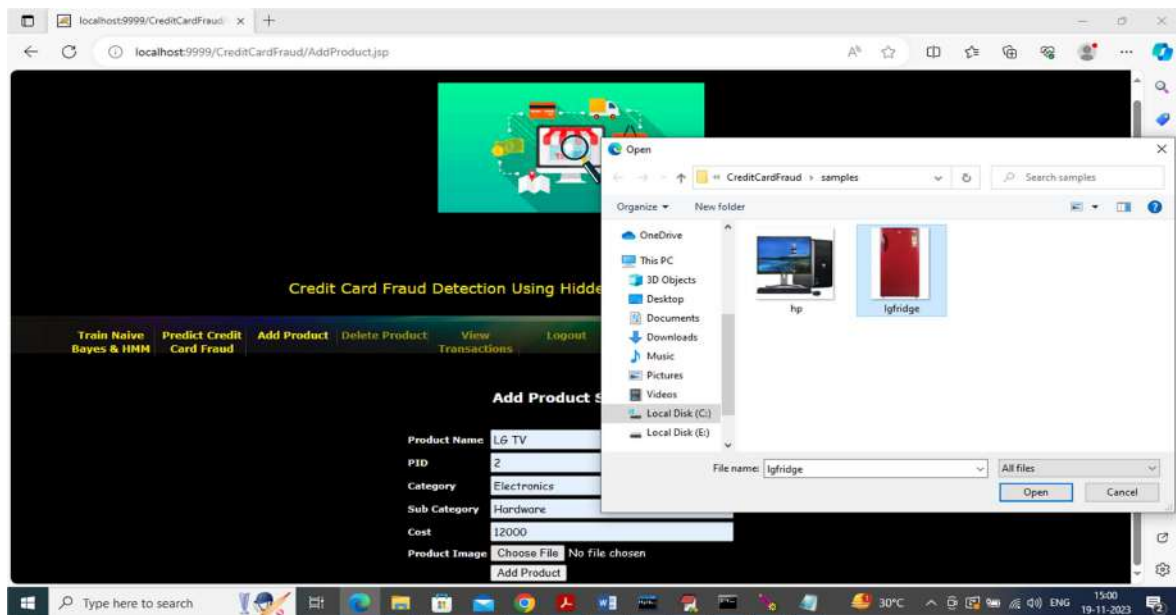 localhost:9999/CreditCardFraud
localhost:9999/CreditCardFraud/AddProduct.jsp
Open
« CreditCardFraud › samples
Search samples
Organize
New folder
OneDrive
This PC
3D Objects
Desktop
Documents
Downloads
Music
Pictures
Videos
Local Disk (C:)
Local Disk (E:)
hp
lgfridge
File name: lgfridge
All files
Open Cancel
Credit Card Fraud Detection Using Hidde
Train Naive Bayes & HMM Predict Credit Card Fraud Add Product Delete Product View Transactions Logout
Add Product S
Product Name LG TV
PID 2
Category Electronics
Sub Category Hardware
Cost 12000
Product Image Choose File No file chosen
Add Product
Type here to search
30°C
ENG
15:00
19-11-2023